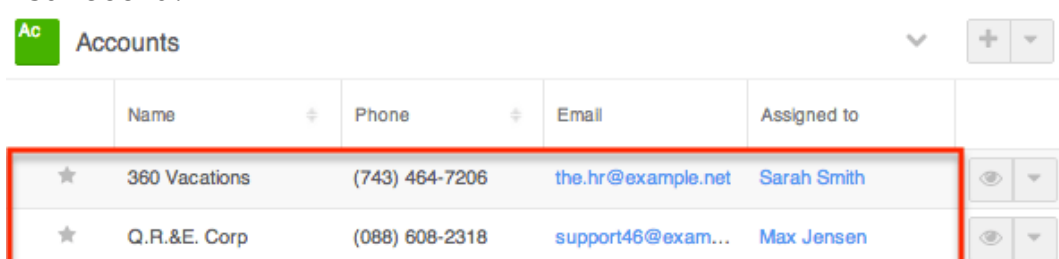 Ac Accounts
Name Phone Email Assigned to
360 Vacations (743) 464-7206 the.hr@example.net Sarah Smith
Q.R.&E. Corp (088) 608-2318 support46@exam... Max Jensen